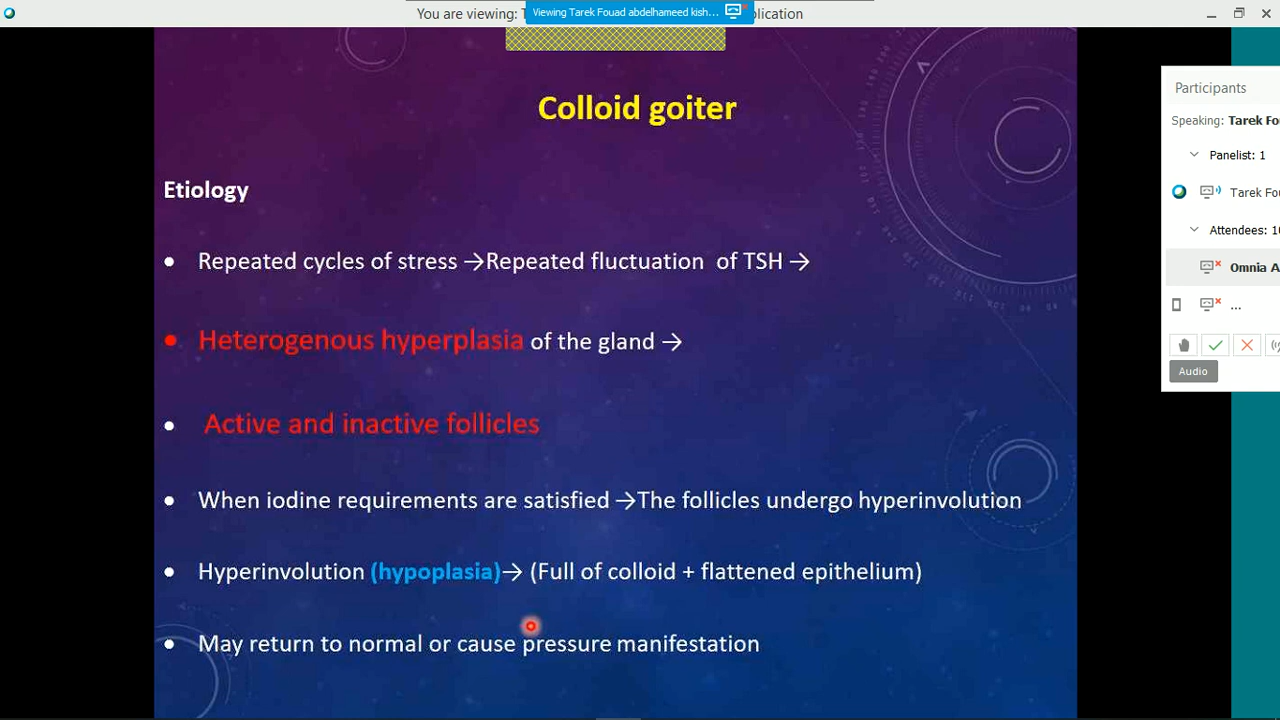 You are viewing: T
Viewing Tarek Fouad abdelhameed kish...
plication
Colloid goiter
Etiology
• Repeated cycles of stress →Repeated fluctuation of TSH →
• Heterogenous hyperplasia of the gland →
• Active and inactive follicles
• When iodine requirements are satisfied →The follicles undergo hyperinvolution
• Hyperinvolution (hypoplasia)→ (Full of colloid + flattened epithelium)
• May return to normal or cause pressure manifestation
Participants
Speaking: Tarek Fo
Panelist: 1
Tarek Fo
Attendees: 10
Omnia A
...
Audio